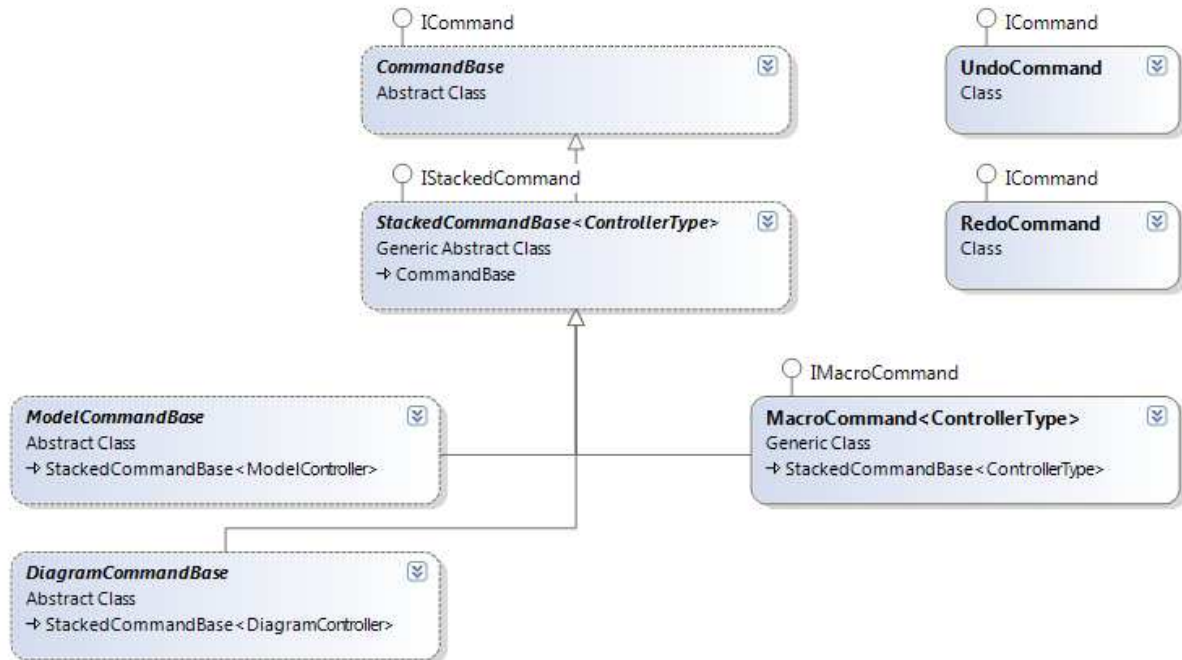 ICommand
CommandBase
Abstract Class
ICommand
UndoCommand
Class
IStackedCommand
StackedCommandBase<ControllerType>
Generic Abstract Class
CommandBase
ICommand
RedoCommand
Class
ModelCommandBase
Abstract Class
StackedCommandBase<ModelController>
IMacroCommand
MacroCommand<ControllerType>
Generic Class
StackedCommandBase<ControllerType>
DiagramCommandBase
Abstract Class
StackedCommandBase<DiagramController>